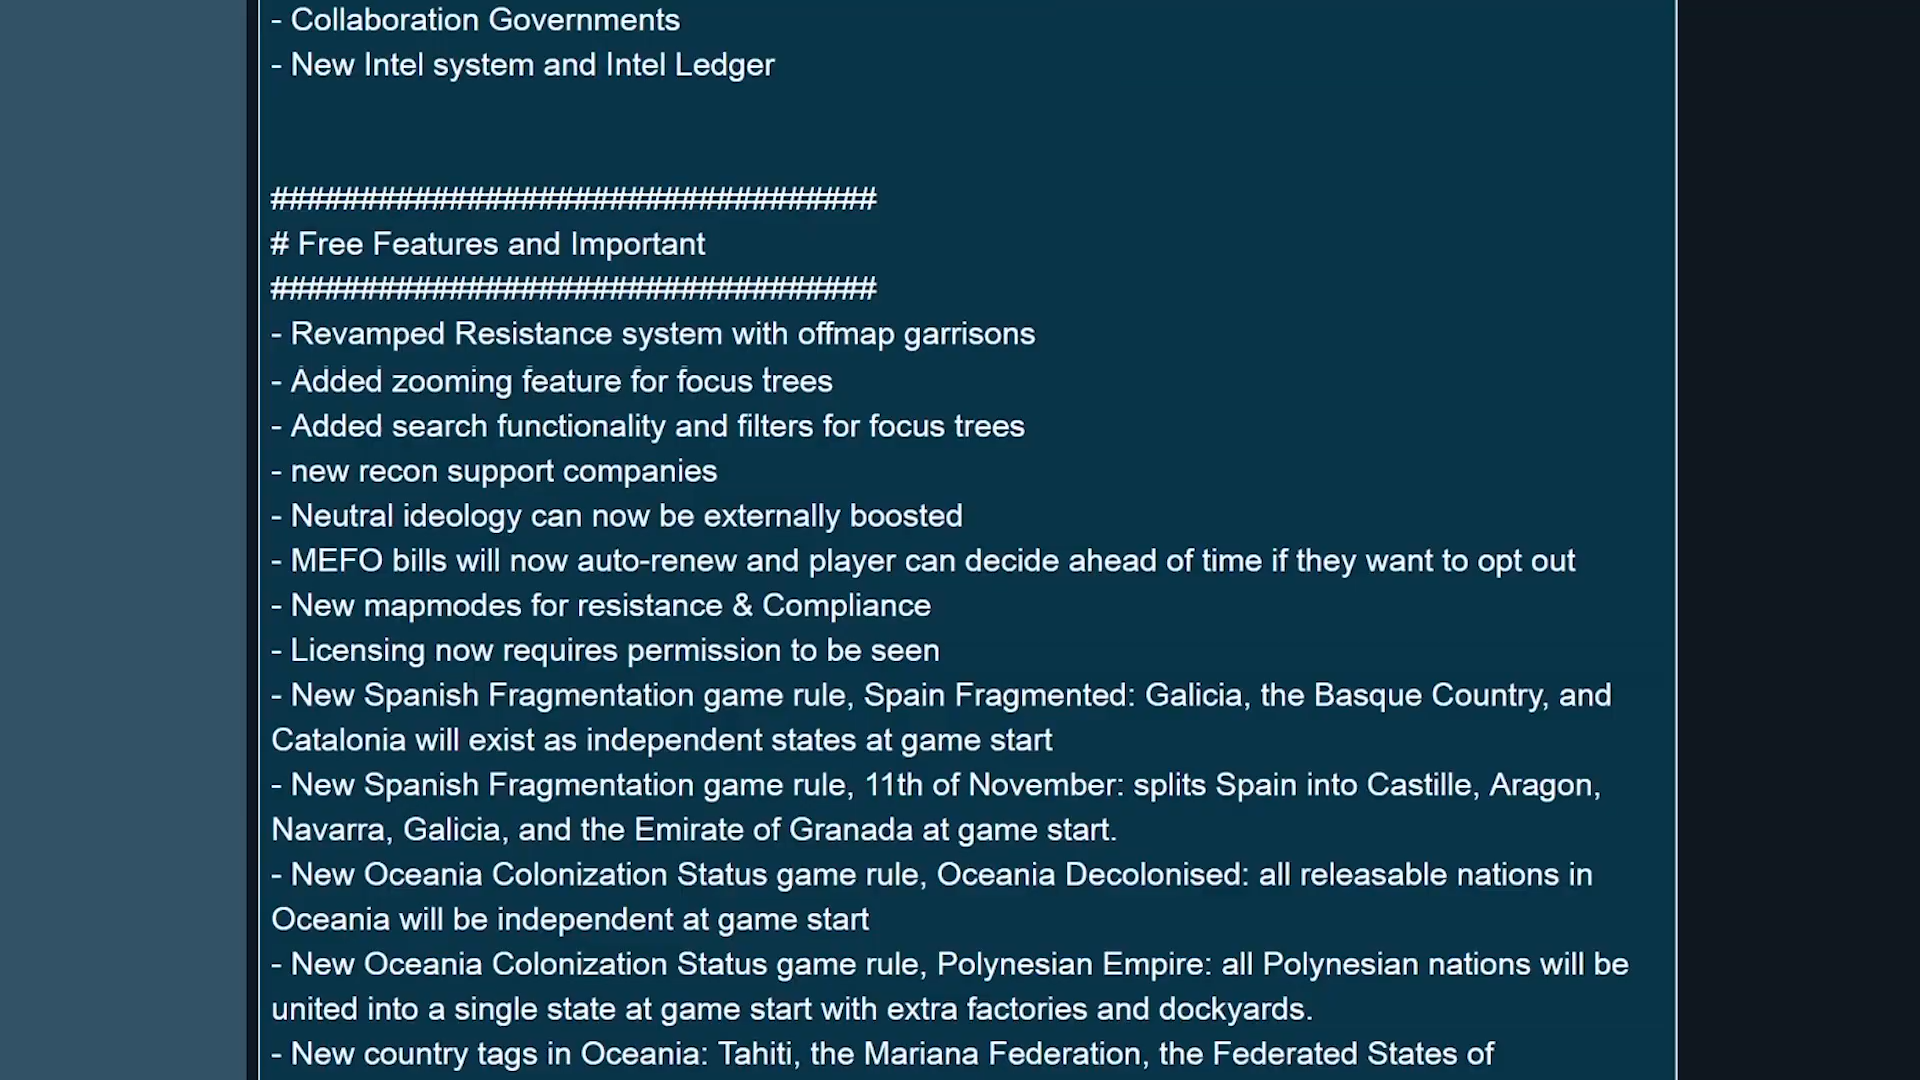 - Collaboration Governments
- New Intel system and Intel Ledger
##################################
# Free Features and Important
##################################
- Revamped Resistance system with offmap garrisons
- Added zooming feature for focus trees
- Added search functionality and filters for focus trees
- new recon support companies
- Neutral ideology can now be externally boosted
- MEFO bills will now auto-renew and player can decide ahead of time if they want to opt out
- New mapmodes for resistance & Compliance
- Licensing now requires permission to be seen
- New Spanish Fragmentation game rule, Spain Fragmented: Galicia, the Basque Country, and
Catalonia will exist as independent states at game start
- New Spanish Fragmentation game rule, 11th of November: splits Spain into Castille, Aragon,
Navarra, Galicia, and the Emirate of Granada at game start.
- New Oceania Colonization Status game rule, Oceania Decolonised: all releasable nations in
Oceania will be independent at game start
- New Oceania Colonization Status game rule, Polynesian Empire: all Polynesian nations will be
united into a single state at game start with extra factories and dockyards.
- New country tags in Oceania: Tahiti, the Mariana Federation, the Federated States of